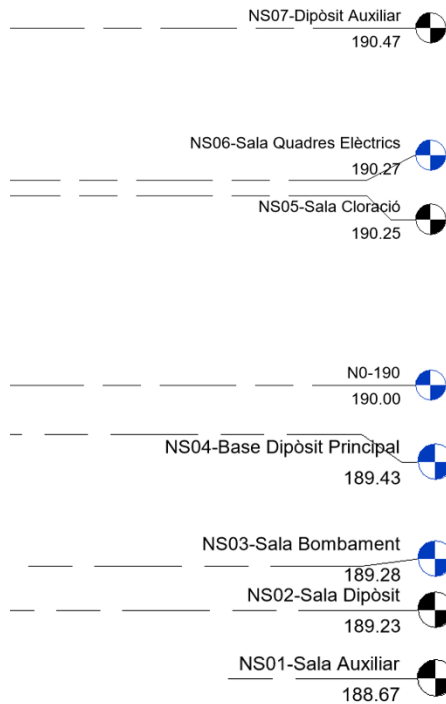 NS07-Dipòsit Auxiliar
190.47
NS06-Sala Quadres Elèctrics
190.27
NS05-Sala Cloració
190.25
N0-190
190.00
NS04-Base Dipòsit Principal
189.43
NS03-Sala Bombament
189.28
NS02-Sala Dipòsit
189.23
NS01-Sala Auxiliar
188.67